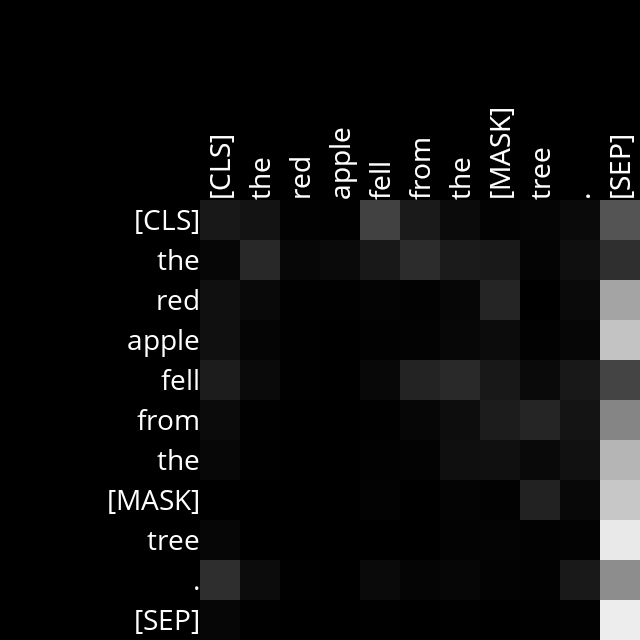 [CLS] the red apple fell from the [MASK] tree . [SEP]
[CLS]
the
red
apple
fell
from
the
[MASK]
tree
.
[SEP]